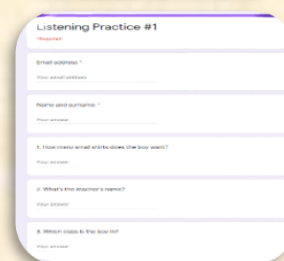 Listening Practice #1
*Required
Email address *
Your email address
Name and surname *
Your answer
1. How many small shirts does the boy want?
Your answer
2. What's the teacher's name?
Your answer
3. Which class is the boy in?
Your answer